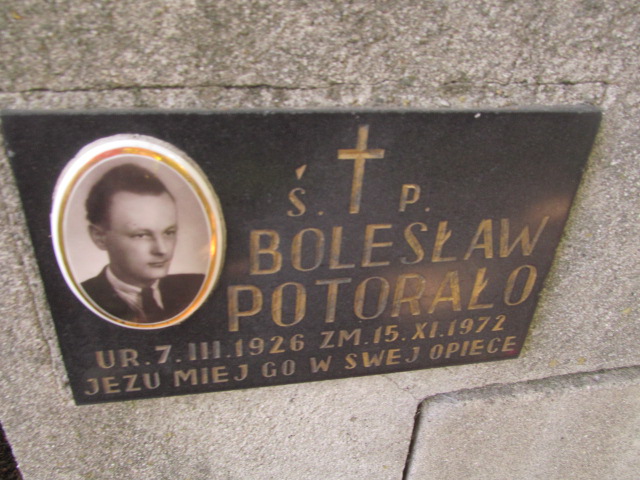 Ś. P.
BOLESŁAW
POTORAŁO
UR. 7. III. 1926 ZM. 15. XI. 1972
JEZU MIEJ GO W SWEJ OPIECE